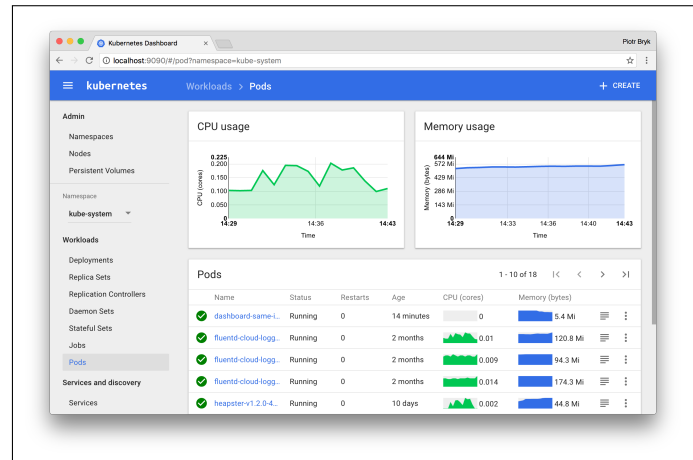 Kubernetes Dashboard
Piotr Bryk
localhost:9090/#/pod?namespace=kube-system
kubernetes
Workloads > Pods
+ CREATE
Admin
Namespaces
Nodes
Persistent Volumes
Namespace
kube-system
Workloads
Deployments
Replica Sets
Replication Controllers
Daemon Sets
Stateful Sets
Jobs
Pods
Services and discovery
Services
CPU usage
CPU (cores)
0.225
0.200
0.150
0.100
0.050
0
14:29 14:36 14:43
Time
Memory usage
Memory (bytes)
644 Mi
572 Mi
429 Mi
286 Mi
143 Mi
0
14:29 14:33 14:36 14:40 14:43
Time
Pods
1 - 10 of 18
Name Status Restarts Age CPU (cores) Memory (bytes)
dashboard-same-i... Running 0 14 minutes 0 5.4 Mi
fluentd-cloud-logg... Running 0 2 months 0.01 120.8 Mi
fluentd-cloud-logg... Running 0 2 months 0.009 94.3 Mi
fluentd-cloud-logg... Running 0 2 months 0.014 174.3 Mi
heapster-v1.2.0-4... Running 0 10 days 0.002 44.8 Mi